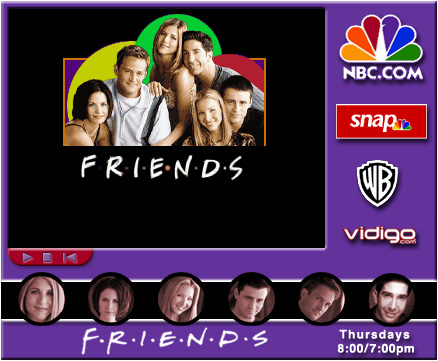 NBC.COM
snap
WB
F·R·I·E·N·D·S
vidigo
.com
F·R·I·E·N·D·S
Thursdays
8:00/7:00pm